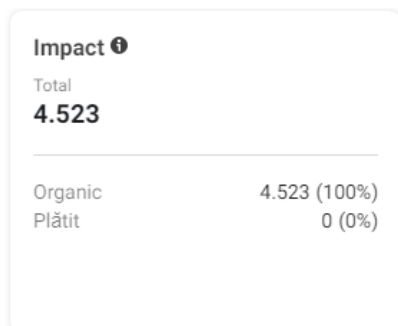 Impact
Total
4.523
Organic 4.523 (100%)
Plătit 0 (0%)